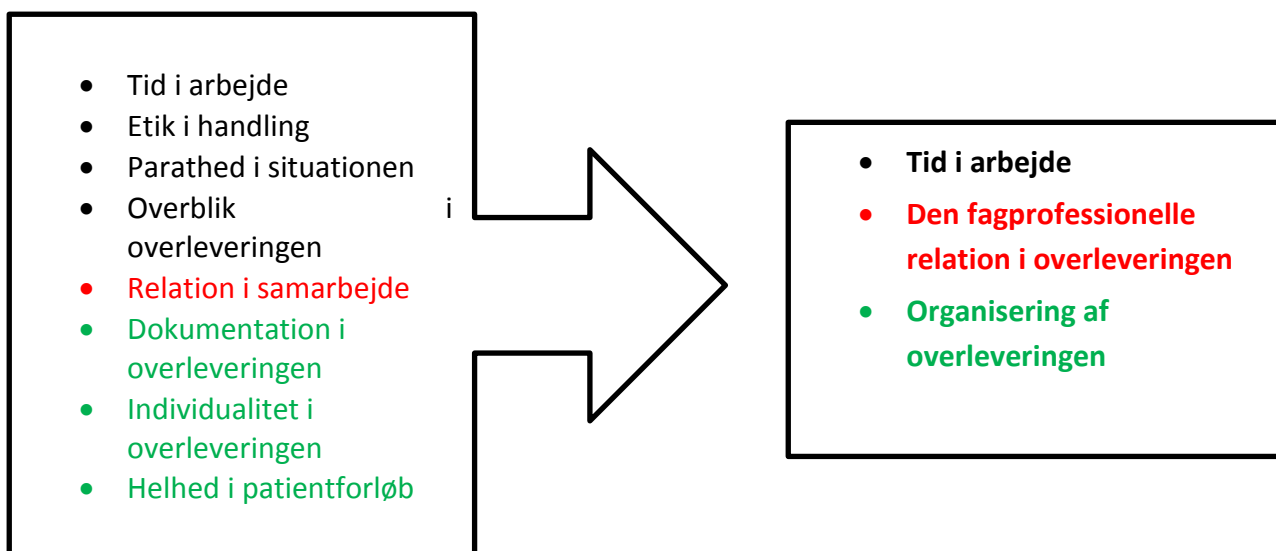 • Tid i arbejde
• Etik i handling
• Parathed i situationen
• Overblik i
overleveringen
• Relation i samarbejde
• Dokumentation i
overleveringen
• Individualitet i
overleveringen
• Helhed i patientforløb
• Tid i arbejde
• Den fagprofessionelle
relation i overleveringen
• Organisering af
overleveringen